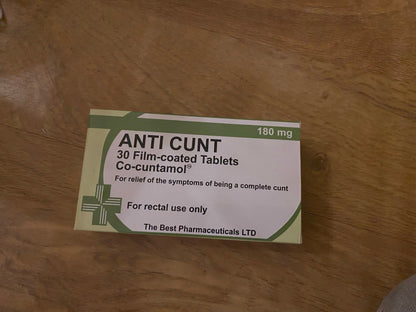 180 mg
ANTI CUNT
30 Film-coated Tablets
Co-cuntamol®
For relief of the symptoms of being a complete cunt
For rectal use only
The Best Pharmaceuticals LTD